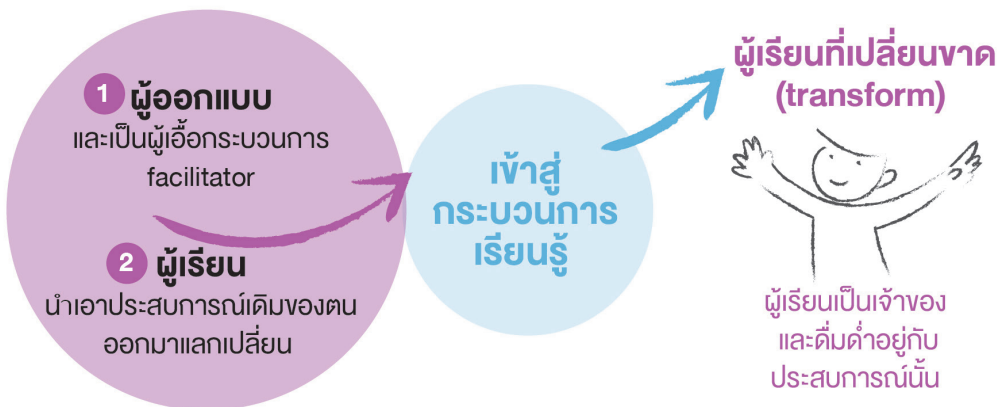 1 ผู้ออกแบบ
และเป็นผู้เอื้อกระบวนการ
facilitator
2 ผู้เรียน
นำเอาประสบการณ์เดิมของตน
ออกมาแลกเปลี่ยน
เข้าสู่
กระบวนการ
เรียนรู้
ผู้เรียนที่เปลี่ยนขาด
(transform)
ผู้เรียนเป็นเจ้าของ
และดื่มด่ำอยู่กับ
ประสบการณ์นั้น